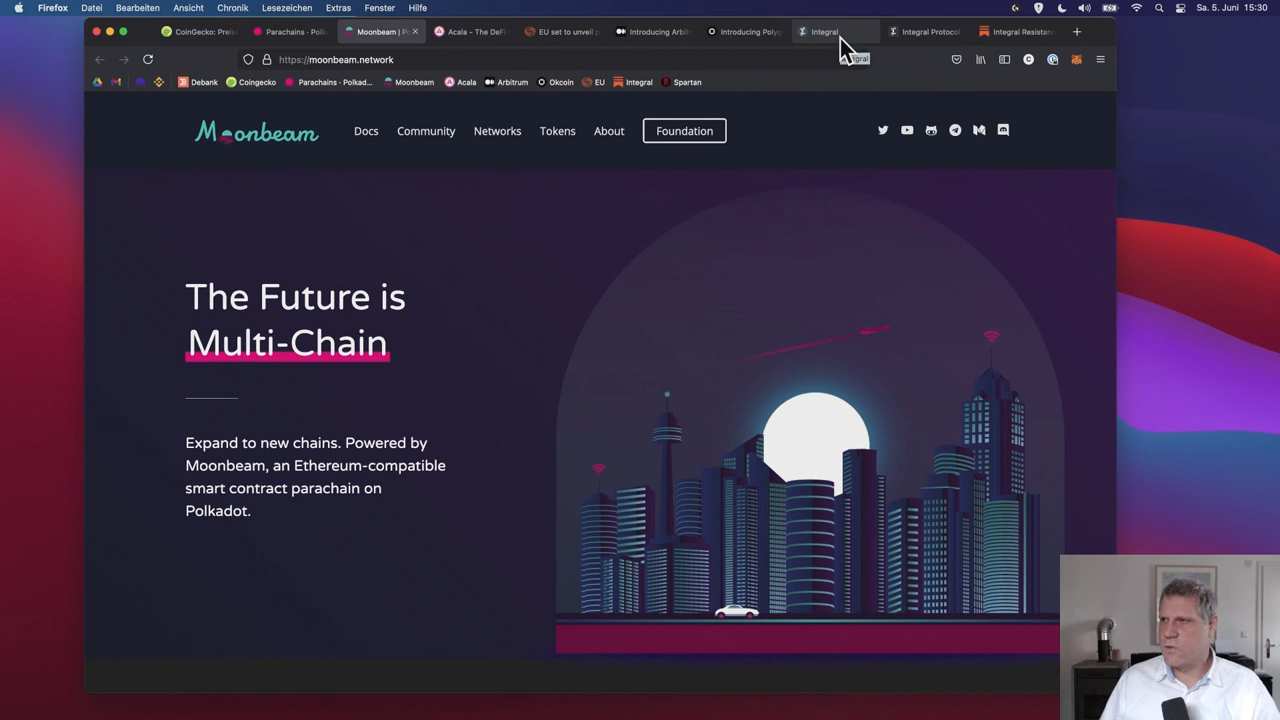 Firefox Datei Bearbeiten Ansicht Chronik Lesezeichen Extras Fenster Hilfe Sa. 5. Juni 15:30
CoinGecko: Preise Parachains - Polk Moonbeam | Po Acala - The DeFi EU set to unveil p Introducing Arbit Introducing Polyg Integral Integral Protocol Integral Resistanc
https://moonbeam.network
Debank Coingecko Parachains - Polkad... Moonbeam Acala Arbitrum Okcoin EU Integral Spartan
Moonbeam Docs Community Networks Tokens About Foundation
The Future is
Multi-Chain
Expand to new chains. Powered by
Moonbeam, an Ethereum-compatible
smart contract parachain on
Polkadot.